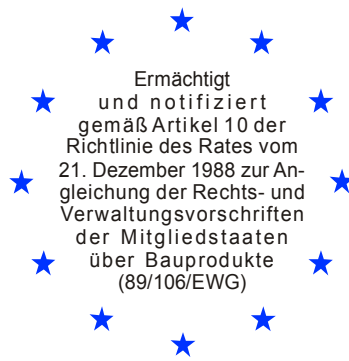 Ermächtigt
und notifiziert
gemäß Artikel 10 der
Richtlinie des Rates vom
21. Dezember 1988 zur An-
gleichung der Rechts- und
Verwaltungsvorschriften
der Mitgliedstaaten
über Bauprodukte
(89/106/EWG)